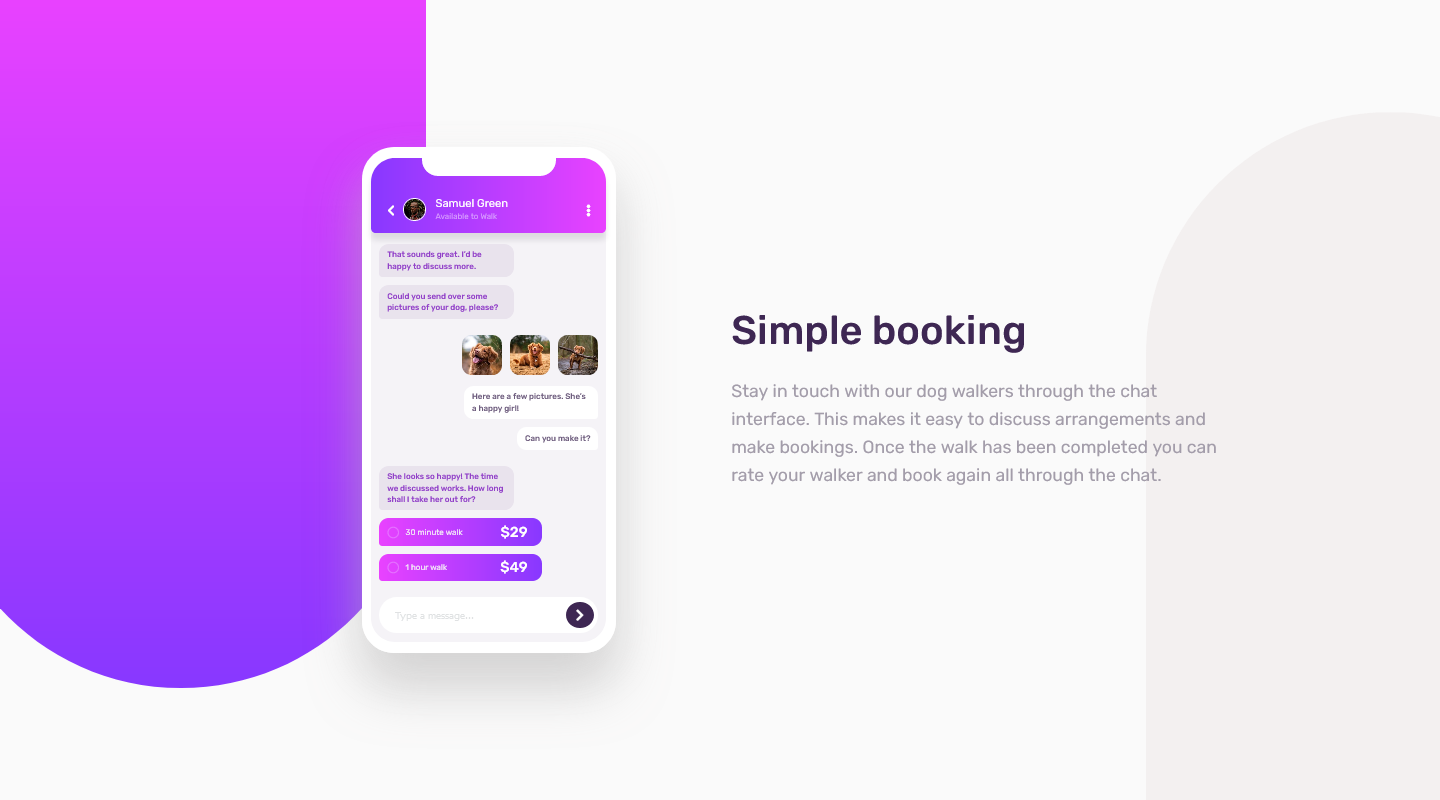 Samuel Green
Available to Walk
That sounds great. I'd be
happy to discuss more.
Could you send over some
pictures of your dog, please?
Here are a few pictures. She's
a happy girl!
Can you make it?
She looks so happy! The time
we discussed works. How long
shall I take her out for?
30 minute walk $29
1 hour walk $49
Type a message...
Simple booking
Stay in touch with our dog walkers through the chat
interface. This makes it easy to discuss arrangements and
make bookings. Once the walk has been completed you can
rate your walker and book again all through the chat.